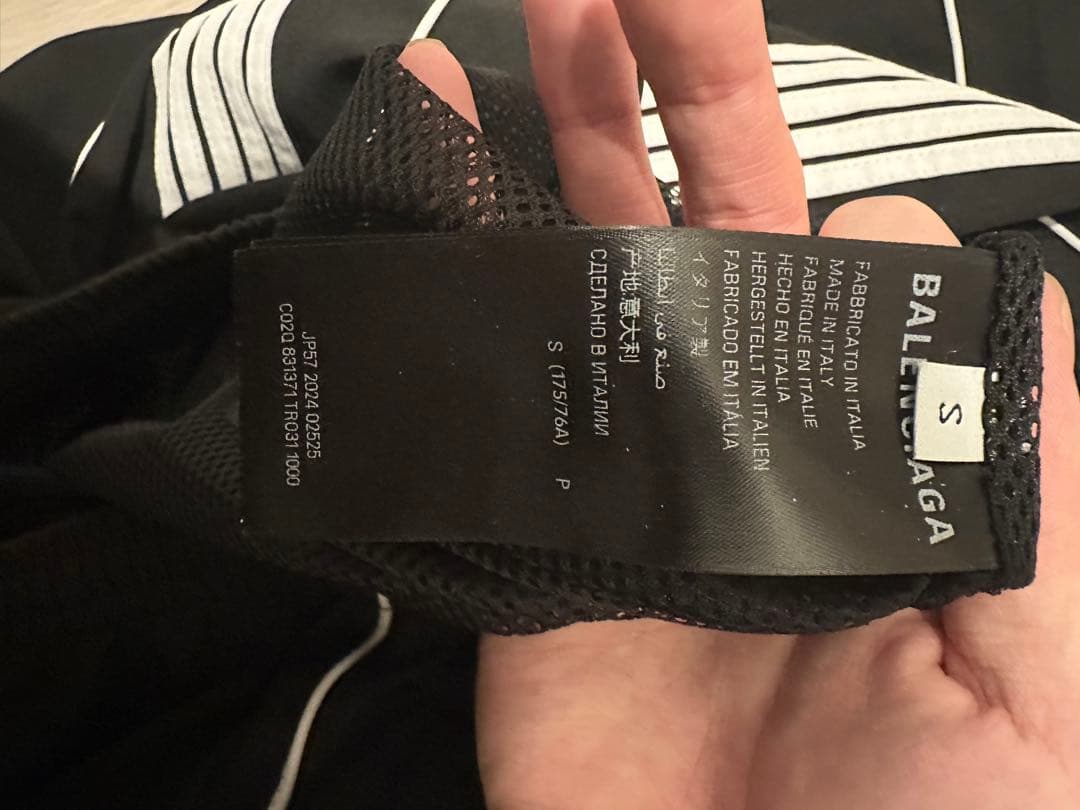 BALENCIAGA
S
FABBRICATO IN ITALIA
MADE IN ITALY
FABRIQUÉ EN ITALIE
HECHO EN ITALIA
HERGESTELLT IN ITALIEN
FABRICADO EM ITÁLIA
イタリア製
صنع في ايطاليا
产地:意大利
СДЕЛАНО В ИТАЛИИ
S (175/76A) P
JP57 2024 02525
C02Q 831371 TR031 1000